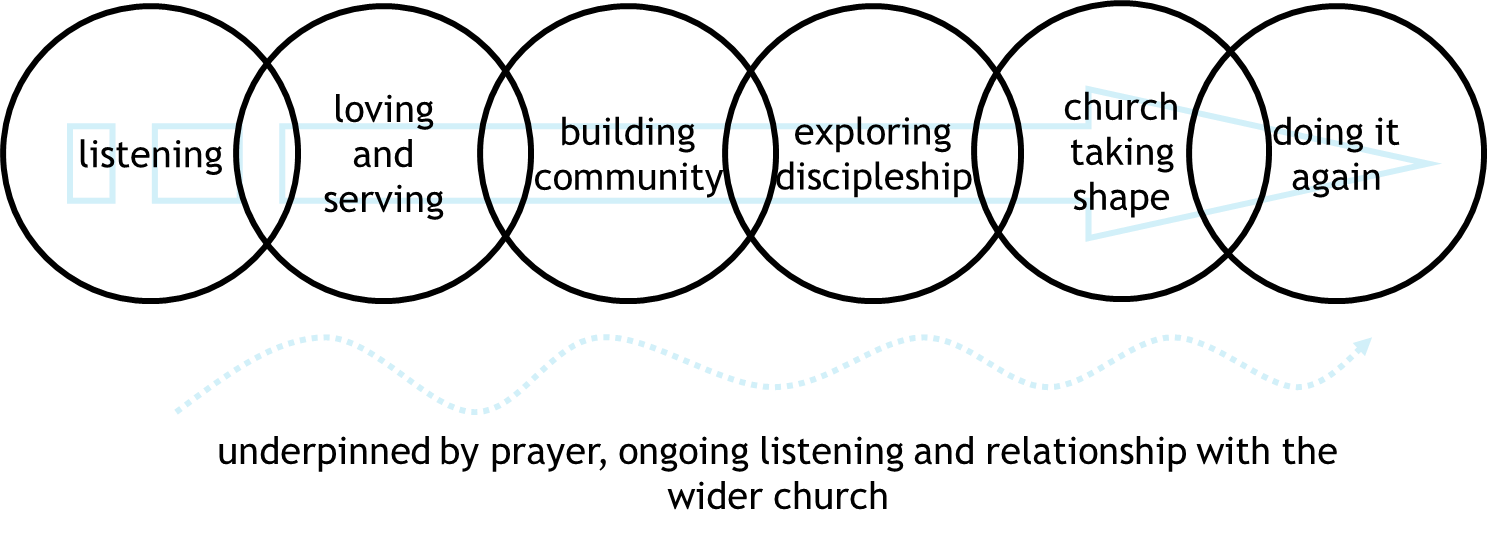 listening
loving
and
serving
building
community
exploring
discipleship
church
taking
shape
doing it
again
underpinned by prayer, ongoing listening and relationship with the
wider church